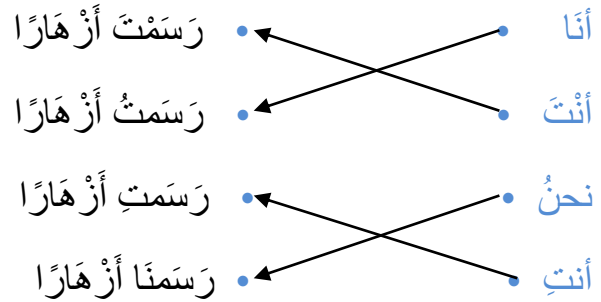 أنَا • • رَسَمْتَ أَزْهَارًا
أنْتَ • • رَسَمتُ أَزْهَارًا
نحنُ • • رَسَمتِ أَزْهَارًا
أنتِ • • رَسَمنَا أَزْهَارًا